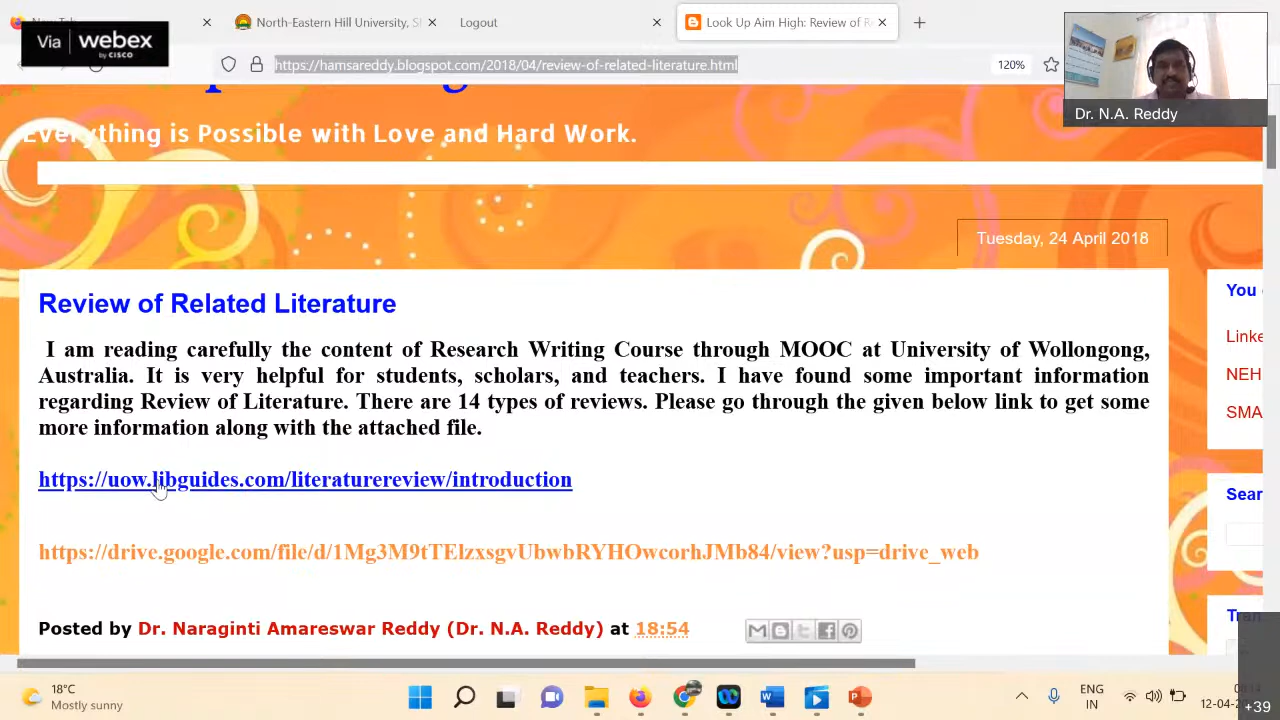 New Tab
North-Eastern Hill University, S
Logout
Look Up Aim High: Review of R
Via webex
by CISCO
https://hamsareddy.blogspot.com/2018/04/review-of-related-literature.html
120%
Dr. N.A. Reddy
Everything is Possible with Love and Hard Work.
Tuesday, 24 April 2018
Review of Related Literature
You
I am reading carefully the content of Research Writing Course through MOOC at University of Wollongong,
Linke
Australia. It is very helpful for students, scholars, and teachers. I have found some important information
NEH
regarding Review of Literature. There are 14 types of reviews. Please go through the given below link to get some
SMA
more information along with the attached file.
https://uow.libguides.com/literaturereview/introduction
Sear
https://drive.google.com/file/d/1Mg3M9tTElzxsgvUbwbRYHOwcorhJMb84/view?usp=drive_web
Tran
Posted by Dr. Naraginti Amareswar Reddy (Dr. N.A. Reddy) at 18:54
18°C
Mostly sunny
ENG
IN
12-04-2
+39